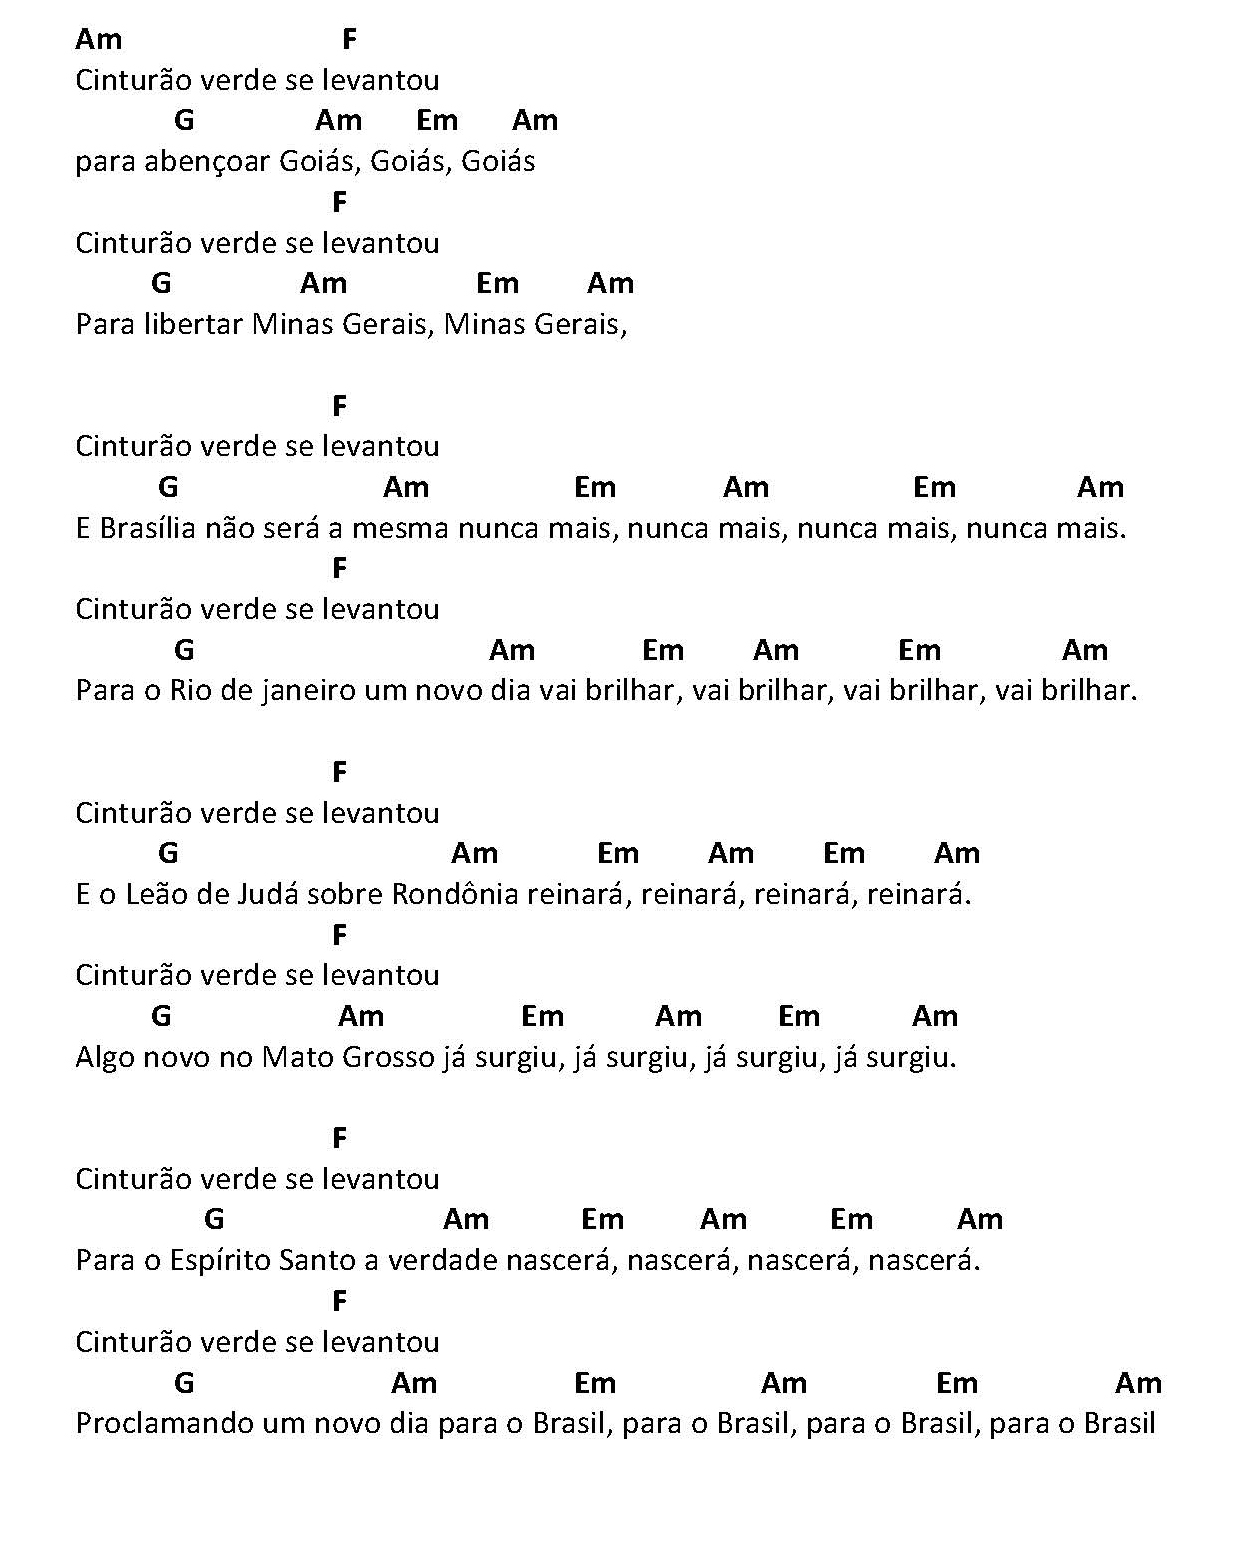 Am F
Cinturão verde se levantou
G Am Em Am
para abençoar Goiás, Goiás, Goiás
F
Cinturão verde se levantou
G Am Em Am
Para libertar Minas Gerais, Minas Gerais,
F
Cinturão verde se levantou
G Am Em Am Em Am
E Brasília não será a mesma nunca mais, nunca mais, nunca mais, nunca mais.
F
Cinturão verde se levantou
G Am Em Am Em Am
Para o Rio de janeiro um novo dia vai brilhar, vai brilhar, vai brilhar, vai brilhar.
F
Cinturão verde se levantou
G Am Em Am Em Am
E o Leão de Judá sobre Rondônia reinará, reinará, reinará, reinará.
F
Cinturão verde se levantou
G Am Em Am Em Am
Algo novo no Mato Grosso já surgiu, já surgiu, já surgiu, já surgiu.
F
Cinturão verde se levantou
G Am Em Am Em Am
Para o Espírito Santo a verdade nascerá, nascerá, nascerá, nascerá.
F
Cinturão verde se levantou
G Am Em Am Em Am
Proclamando um novo dia para o Brasil, para o Brasil, para o Brasil, para o Brasil